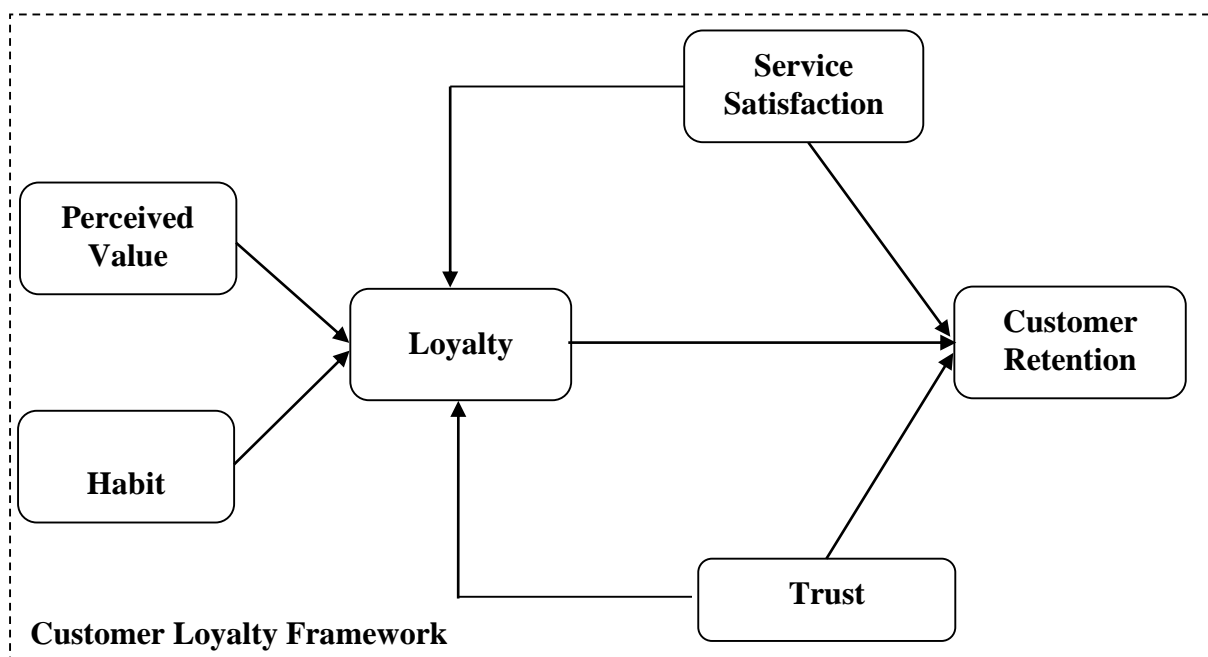 Service
Satisfaction
Perceived
Value
Loyalty
Customer
Retention
Habit
Trust
Customer Loyalty Framework